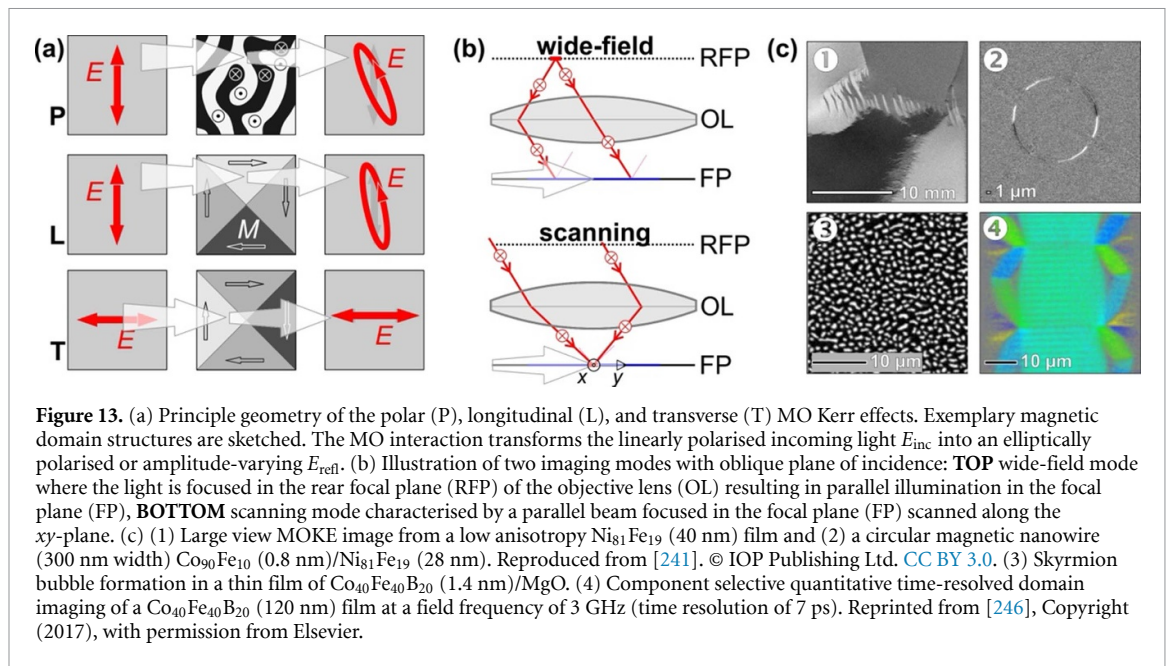 (a)
E
E
P
E
E
L
M
E
E
T
(b)
wide-field
RFP
OL
FP
scanning
RFP
OL
FP
x y
(c)
1
10 mm
2
1 μm
3
10 μm
4
10 μm
Figure 13. (a) Principle geometry of the polar (P), longitudinal (L), and transverse (T) MO Kerr effects. Exemplary magnetic
domain structures are sketched. The MO interaction transforms the linearly polarised incoming light Einc into an elliptically
polarised or amplitude-varying Erefl. (b) Illustration of two imaging modes with oblique plane of incidence: TOP wide-field mode
where the light is focused in the rear focal plane (RFP) of the objective lens (OL) resulting in parallel illumination in the focal
plane (FP), BOTTOM scanning mode characterised by a parallel beam focused in the focal plane (FP) scanned along the
xy-plane. (c) (1) Large view MOKE image from a low anisotropy Ni81Fe19 (40 nm) film and (2) a circular magnetic nanowire
(300 nm width) Co90Fe10 (0.8 nm)/Ni81Fe19 (28 nm). Reproduced from [241]. © IOP Publishing Ltd. CC BY 3.0. (3) Skyrmion
bubble formation in a thin film of Co40Fe40B20 (1.4 nm)/MgO. (4) Component selective quantitative time-resolved domain
imaging of a Co40Fe40B20 (120 nm) film at a field frequency of 3 GHz (time resolution of 7 ps). Reprinted from [246], Copyright
(2017), with permission from Elsevier.